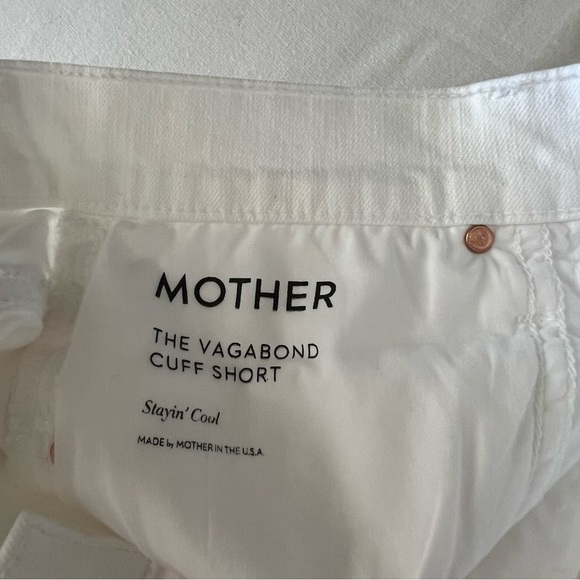 MOTHER
THE VAGABOND
CUFF SHORT
Stayin' Cool
MADE by MOTHER IN THE U.S.A.